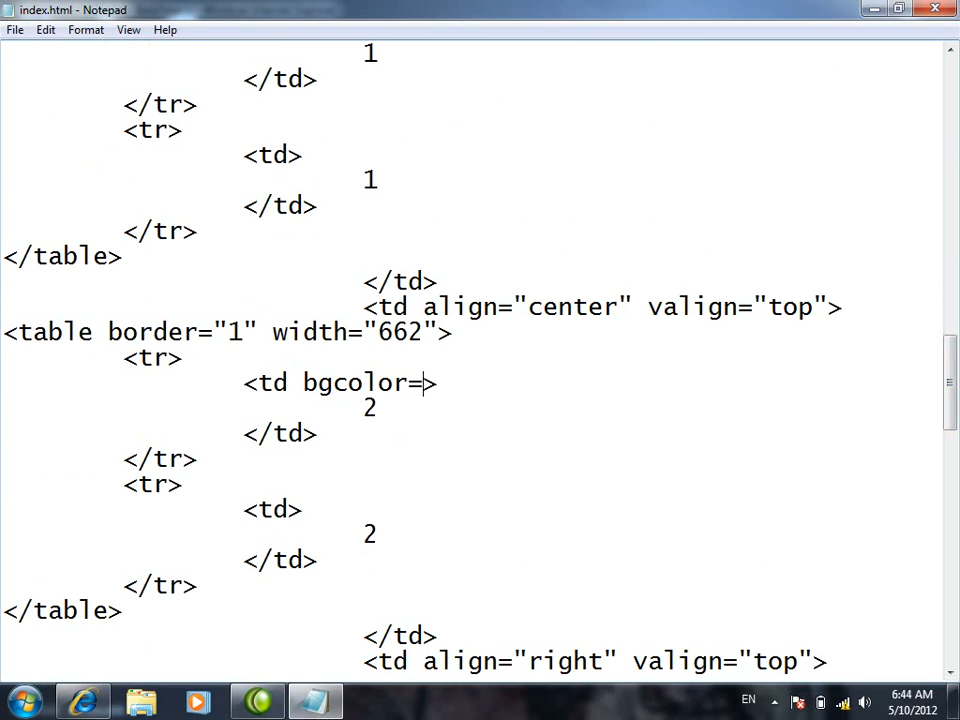 index.html - Notepad
File Edit Format View Help
1
</td>
</tr>
<tr>
<td>
1
</td>
</tr>
</table>
</td>
<td align="center" valign="top">
<table border="1" width="662">
<tr>
<td bgcolor=>
2
</td>
</tr>
<tr>
<td>
2
</td>
</tr>
</table>
</td>
<td align="right" valign="top">
EN
6:44 AM
5/10/2012